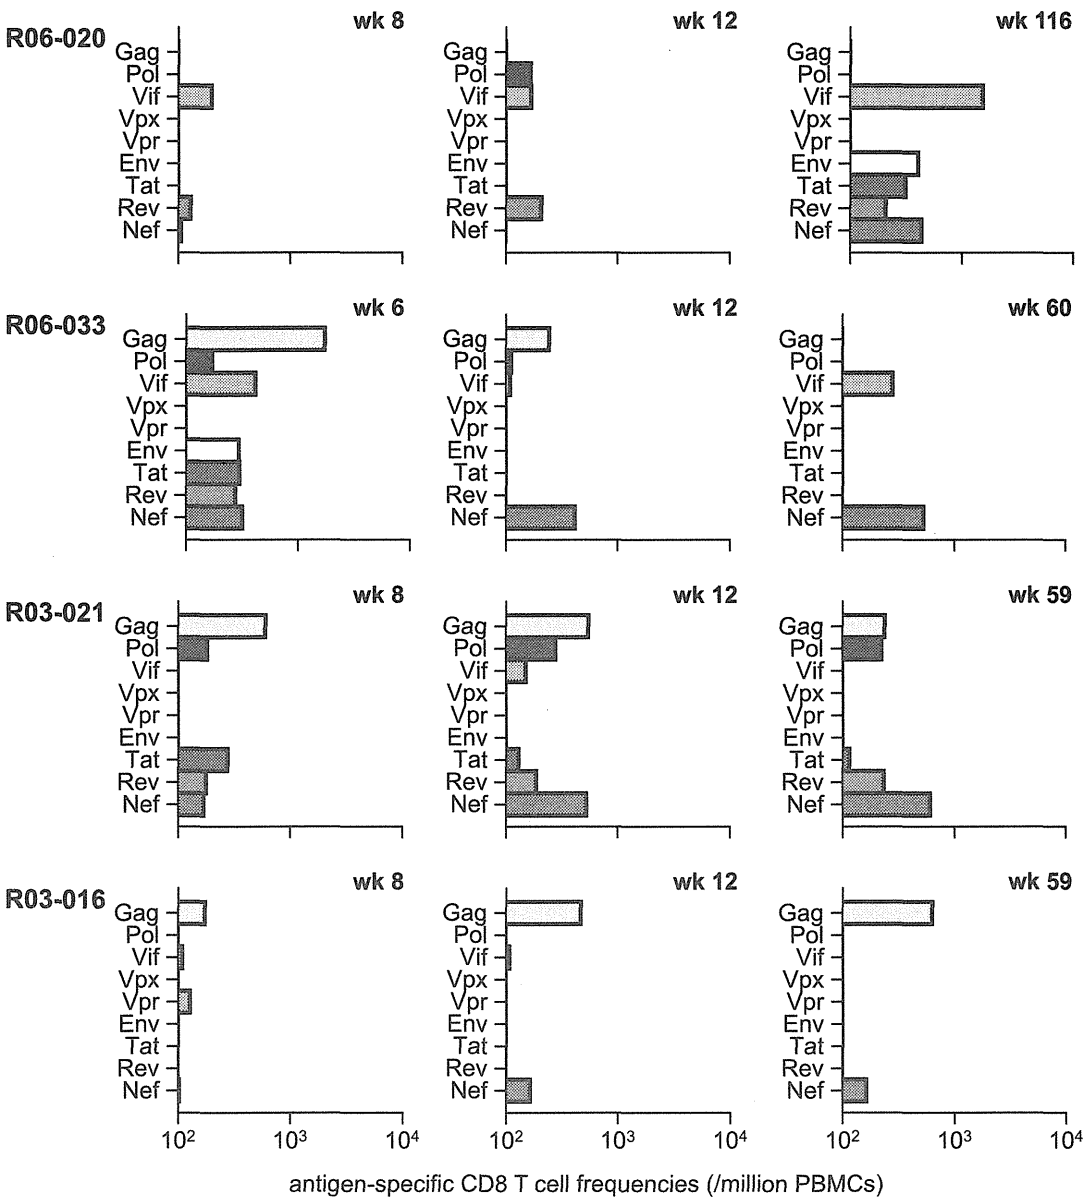 R06-020
wk 8
Gag
Pol
Vif
Vpx
Vpr
Env
Tat
Rev
Nef
wk 12
Gag
Pol
Vif
Vpx
Vpr
Env
Tat
Rev
Nef
wk 116
Gag
Pol
Vif
Vpx
Vpr
Env
Tat
Rev
Nef
R06-033
wk 6
Gag
Pol
Vif
Vpx
Vpr
Env
Tat
Rev
Nef
wk 12
Gag
Pol
Vif
Vpx
Vpr
Env
Tat
Rev
Nef
wk 60
Gag
Pol
Vif
Vpx
Vpr
Env
Tat
Rev
Nef
R03-021
wk 8
Gag
Pol
Vif
Vpx
Vpr
Env
Tat
Rev
Nef
wk 12
Gag
Pol
Vif
Vpx
Vpr
Env
Tat
Rev
Nef
wk 59
Gag
Pol
Vif
Vpx
Vpr
Env
Tat
Rev
Nef
R03-016
wk 8
Gag
Pol
Vif
Vpx
Vpr
Env
Tat
Rev
Nef
10² 10³ 10⁴
wk 12
Gag
Pol
Vif
Vpx
Vpr
Env
Tat
Rev
Nef
10² 10³ 10⁴
wk 59
Gag
Pol
Vif
Vpx
Vpr
Env
Tat
Rev
Nef
10² 10³ 10⁴
antigen-specific CD8 T cell frequencies (/million PBMCs)